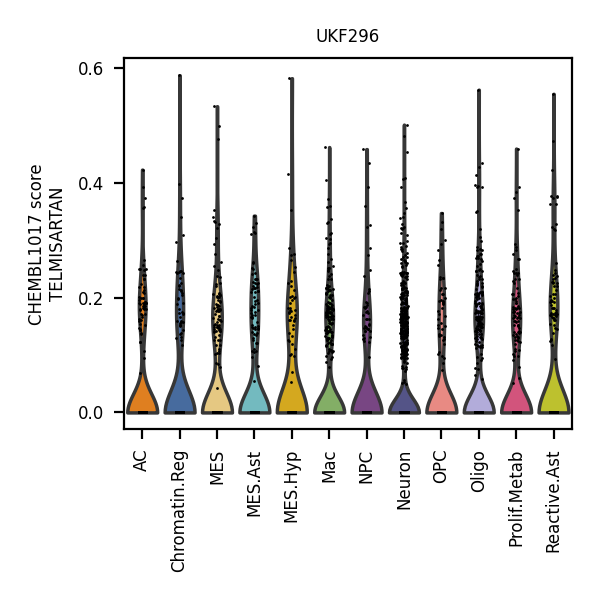 UKF296
CHEMBL1017 score
TELMISARTAN
0.6
0.4
0.2
0.0
AC
Chromatin.Reg
MES
MES.Ast
MES.Hyp
Mac
NPC
Neuron
OPC
Oligo
Prolif.Metab
Reactive.Ast